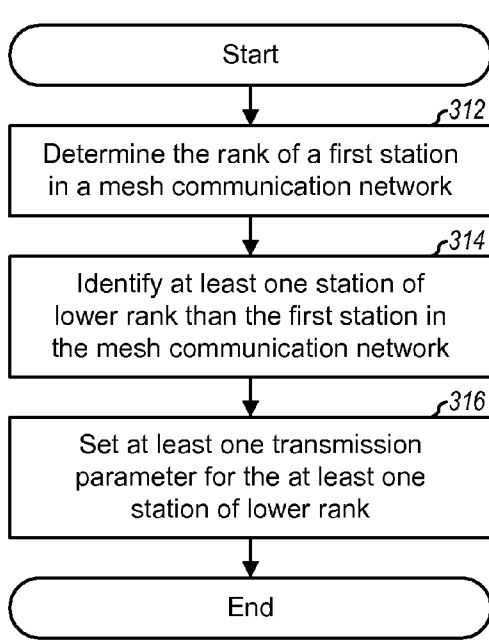 Start
312
Determine the rank of a first station
in a mesh communication network
314
Identify at least one station of
lower rank than the first station in
the mesh communication network
316
Set at least one transmission
parameter for the at least one
station of lower rank
End